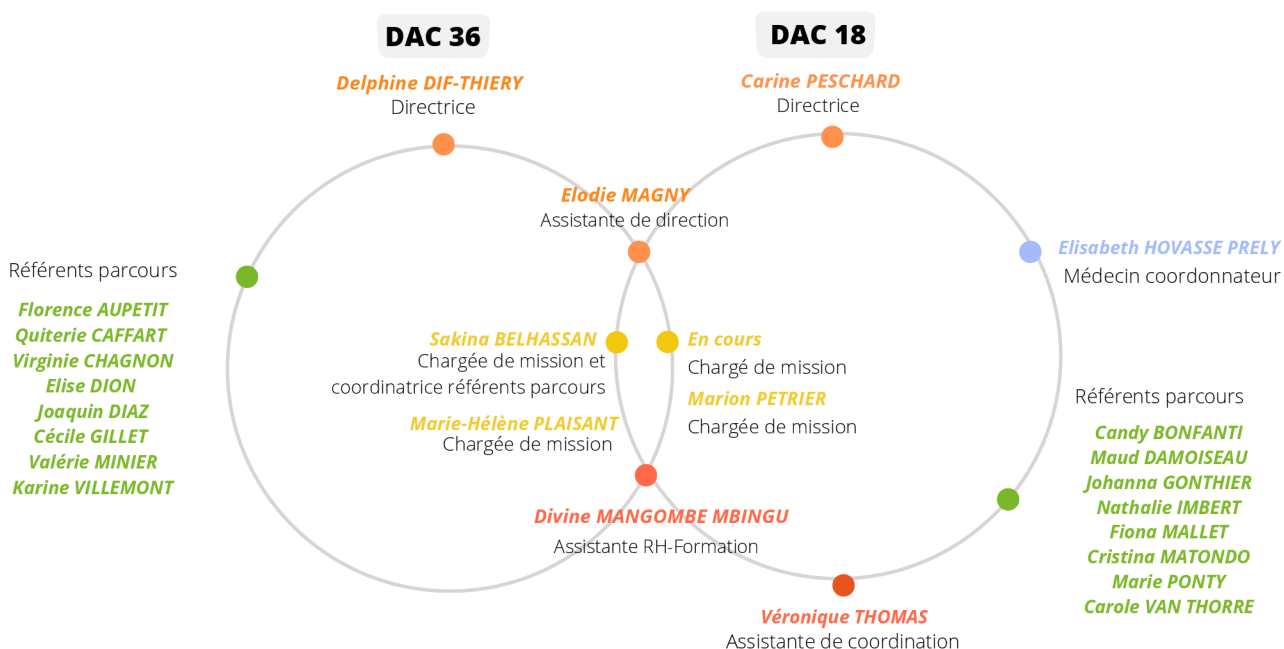 DAC 36
DAC 18
Delphine DIF-THIERY
Directrice
Carine PESCHARD
Directrice
Elodie MAGNY
Assistante de direction
Elisabeth HOVASSE PRELY
Médecin coordonnateur
Référents parcours
Florence AUPETIT
Quiterie CAFFART
Virginie CHAGNON
Elise DION
Joaquin DIAZ
Cécile GILLET
Valérie MINIER
Karine VILLEMONT
Sakina BELHASSAN
Chargée de mission et
coordinatrice référents parcours
Marie-Hélène PLAISANT
Chargée de mission
En cours
Chargé de mission
Marion PETRIER
Chargée de mission
Référents parcours
Candy BONFANTI
Maud DAMOISEAU
Johanna GONTHIER
Nathalie IMBERT
Fiona MALLET
Cristina MATONDO
Marie PONTY
Carole VAN THORRE
Divine MANGOMBE MBINGU
Assistante RH-Formation
Véronique THOMAS
Assistante de coordination